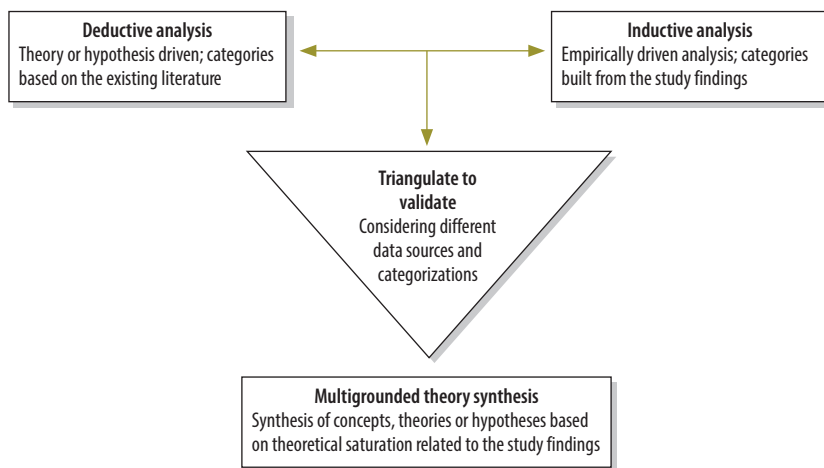 Deductive analysis
Theory or hypothesis driven; categories
based on the existing literature
Inductive analysis
Empirically driven analysis; categories
built from the study findings
Triangulate to
validate
Considering different
data sources and
categorizations
Multigrounded theory synthesis
Synthesis of concepts, theories or hypotheses based
on theoretical saturation related to the study findings